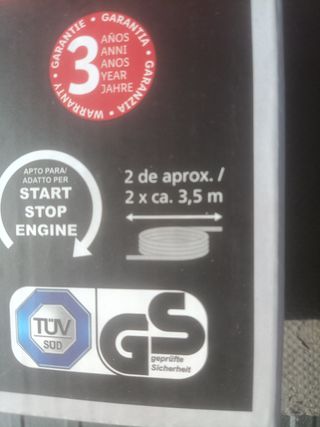 GARANTIE • GARANTIA • GARANZIA • WARRANTY •
3
AÑOS
ANNI
ANOS
YEAR
JAHRE
APTO PARA/
ADATTO PER
START
STOP
ENGINE
2 de aprox. /
2 x ca. 3,5 m
TÜV
SÜD
GS
geprüfte
Sicherheit